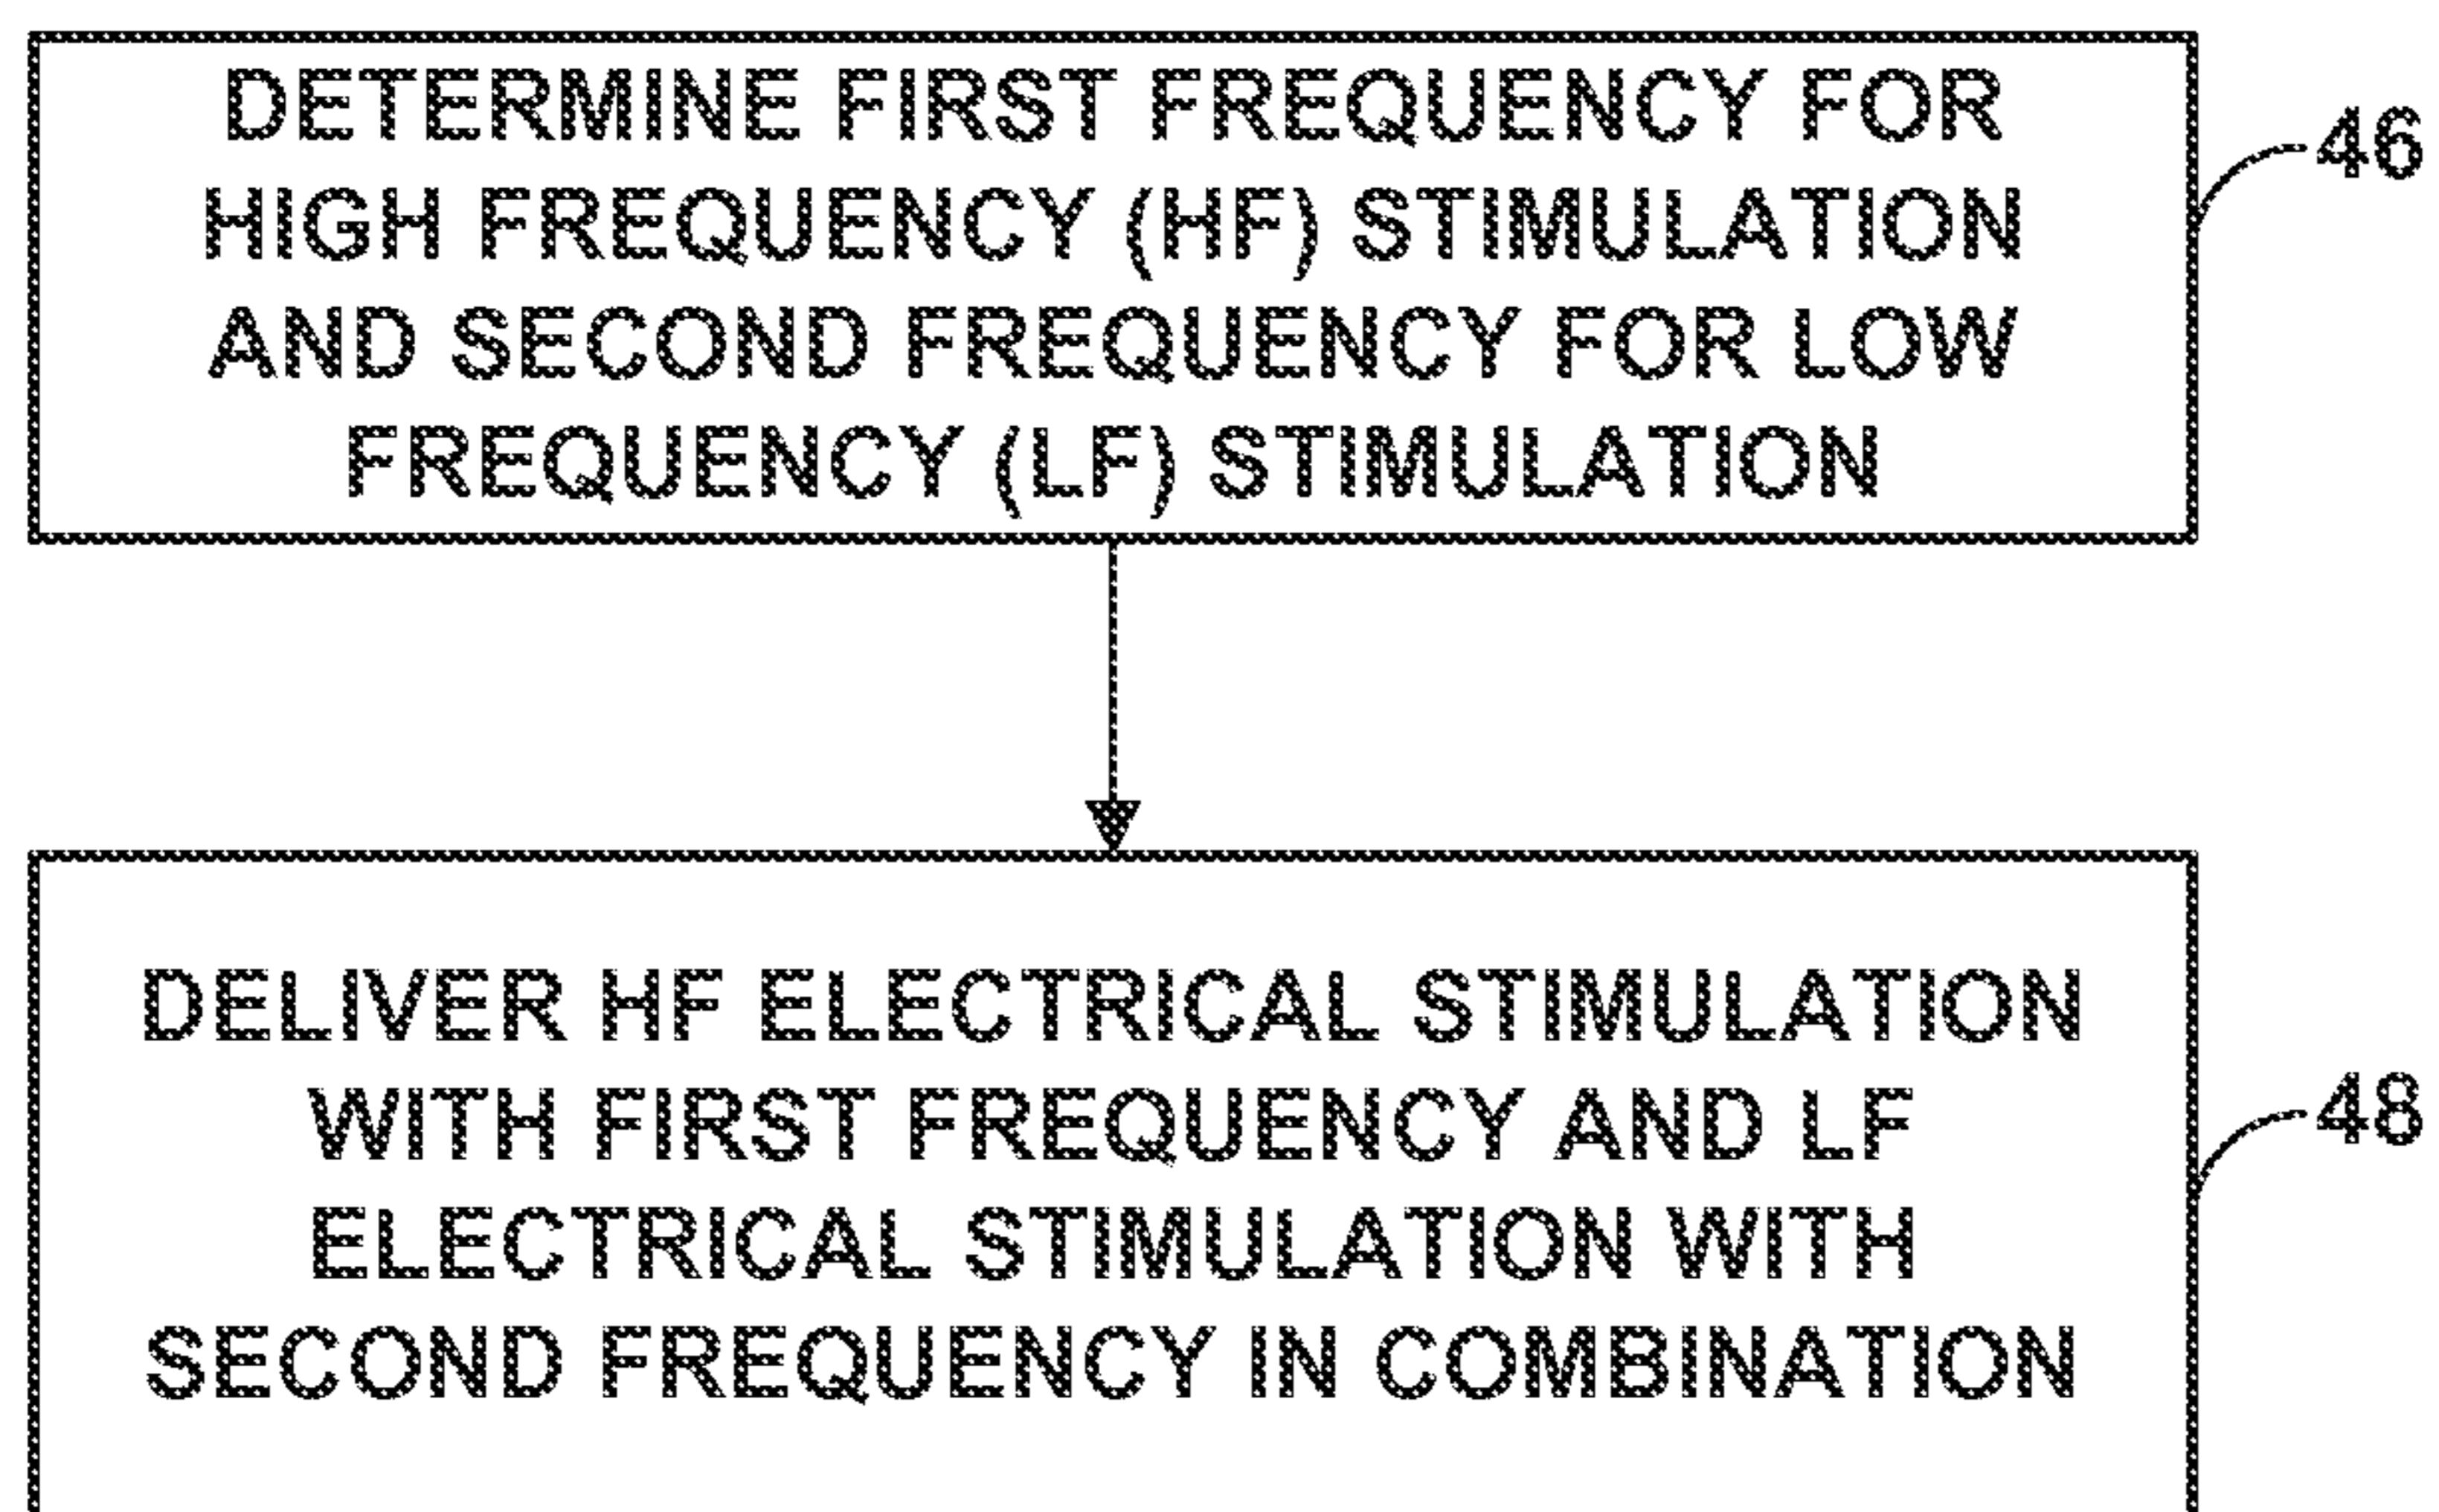 DETERMINE FIRST FREQUENCY FOR
HIGH FREQUENCY (HF) STIMULATION
AND SECOND FREQUENCY FOR LOW
FREQUENCY (LF) STIMULATION
46
DELIVER HF ELECTRICAL STIMULATION
WITH FIRST FREQUENCY AND LF
ELECTRICAL STIMULATION WITH
SECOND FREQUENCY IN COMBINATION
48